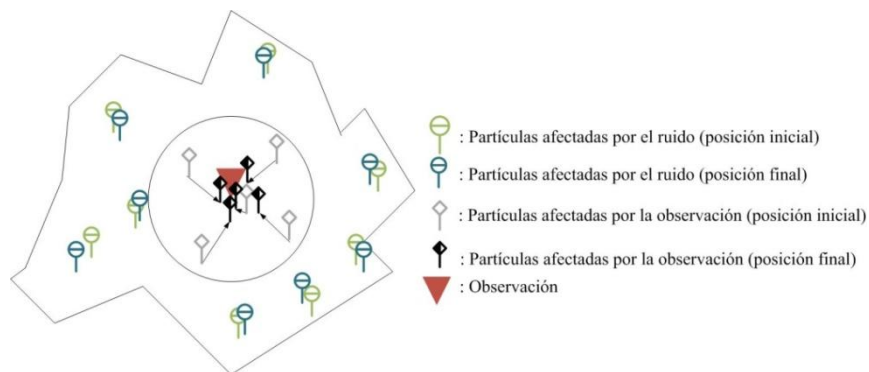 : Partículas afectadas por el ruido (posición inicial)
: Partículas afectadas por el ruido (posición final)
: Partículas afectadas por la observación (posición inicial)
: Partículas afectadas por la observación (posición final)
: Observación